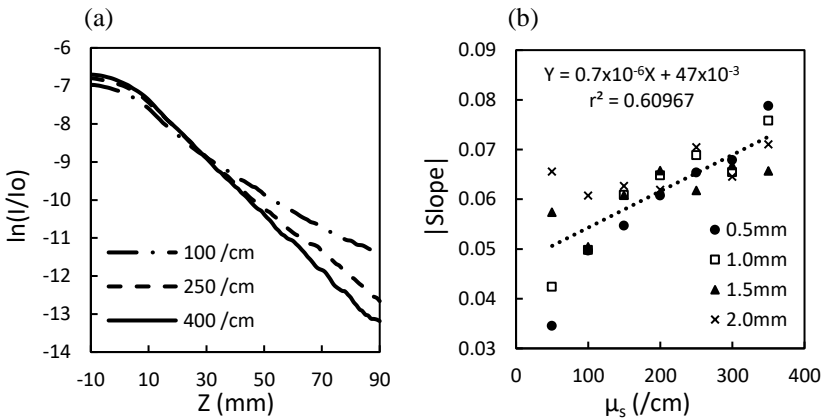 (a)
-6
-7
-8
-9
-10
-11
-12
-13
-14
ln(I/Io)
100 /cm
250 /cm
400 /cm
-10 10 30 50 70 90
Z (mm)
(b)
0.09
0.08
0.07
0.06
0.05
0.04
0.03
|Slope|
Y = 0.7x10⁻⁶X + 47x10⁻³
r² = 0.60967
0.5mm
1.0mm
1.5mm
2.0mm
0 100 200 300 400
μₛ (/cm)